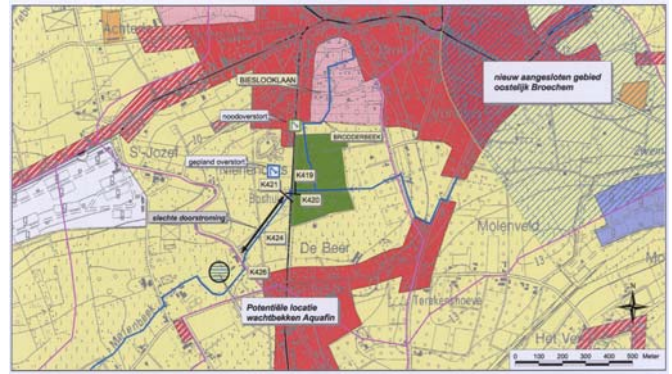 nieuw aangesloten gebied
oostelijk Broechem
BIESLOOKLAAN
noodoverstort
BRODDERBEEK
St-Jozef
gepland overstort
K421
K419
K420
slechte doorstroming
K424
De Beer
Molenveld
K426
Potentiële locatie
wachtbekken Aquafin
Molenbeek
Het Ve
N
0 100 200 300 400 500 Meter